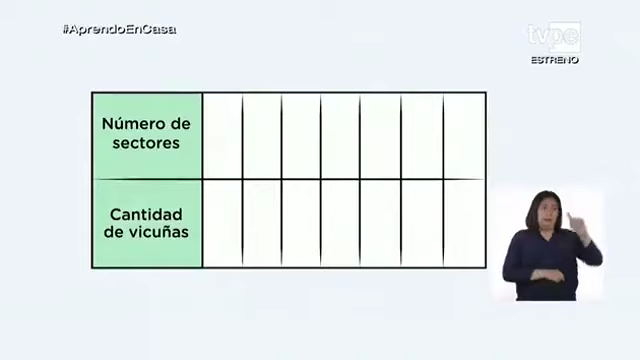 #AprendoEnCasa
tvpe
ESTRENO
Número de
sectores
Cantidad
de vicuñas